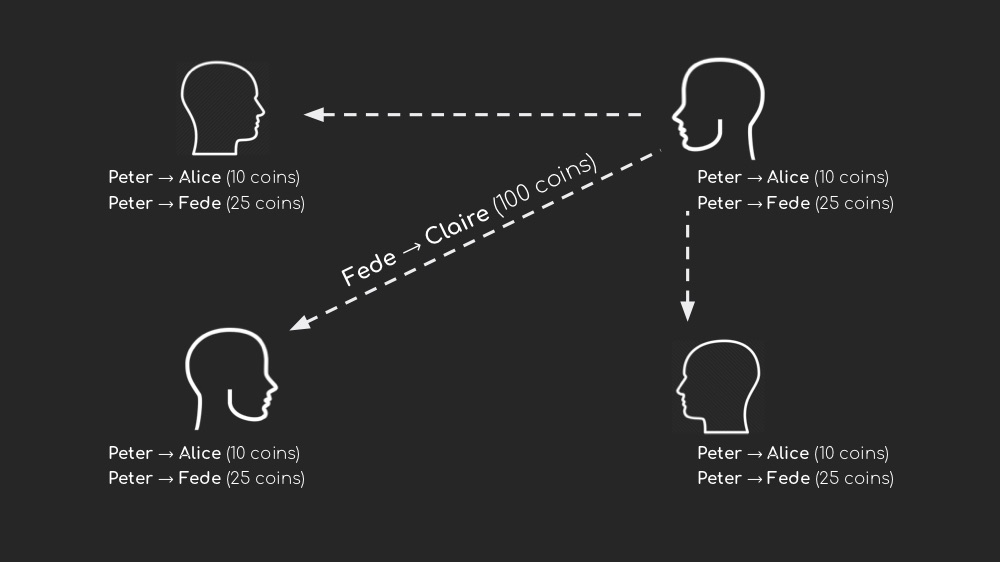 Peter → Alice (10 coins)
Peter → Fede (25 coins)
Peter → Alice (10 coins)
Peter → Fede (25 coins)
Fede → Claire (100 coins)
Peter → Alice (10 coins)
Peter → Fede (25 coins)
Peter → Alice (10 coins)
Peter → Fede (25 coins)